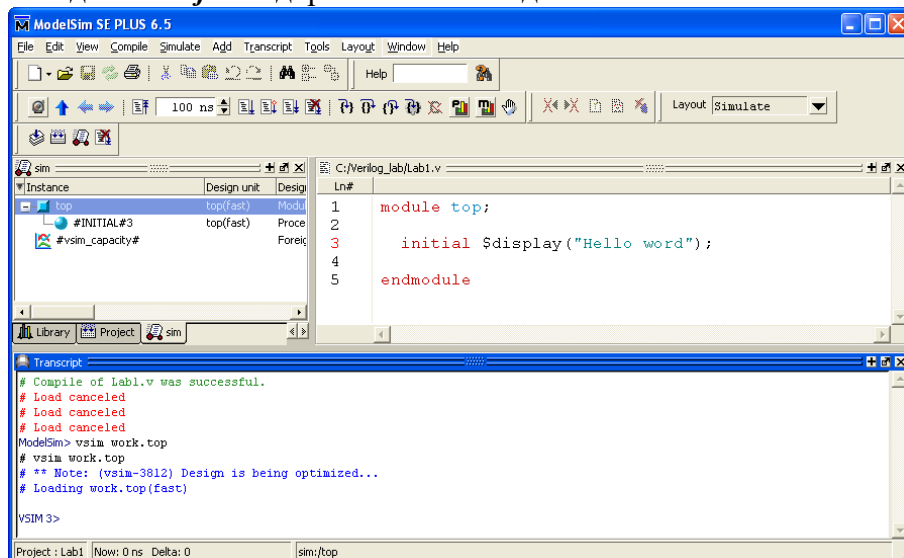 ModelSim SE PLUS 6.5
File Edit View Compile Simulate Add Transcript Tools Layout Window Help
Help
100 ns
Layout Simulate
sim
C:/Verilog_lab/Lab1.v
Instance Design unit Desig
Ln#
top top(fast) Modul
#INITIAL#3 top(fast) Proce
#vsim_capacity# Foreig
1 module top;
2
3 initial $display("Hello word");
4
5 endmodule
Library Project sim
Transcript
# Compile of Lab1.v was successful.
# Load canceled
# Load canceled
# Load canceled
ModelSim> vsim work.top
# vsim work.top
# ** Note: (vsim-3812) Design is being optimized...
# Loading work.top(fast)
VSIM 3>
Project : Lab1 Now: 0 ns Delta: 0 sim:/top